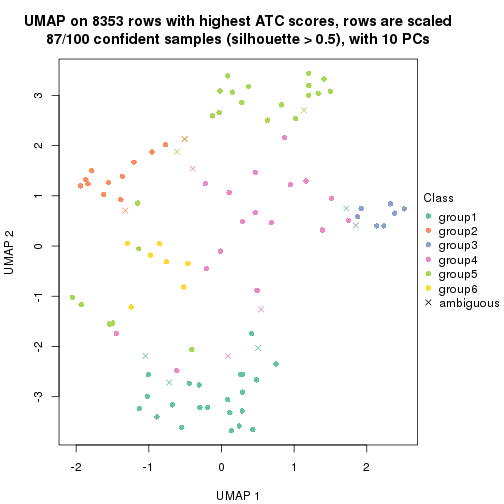 UMAP on 8353 rows with highest ATC scores, rows are scaled
87/100 confident samples (silhouette > 0.5), with 10 PCs
3
2
1
0
-1
-2
-3
UMAP 2
-2
-1
0
1
2
UMAP 1
Class
group1
group2
group3
group4
group5
group6
ambiguous